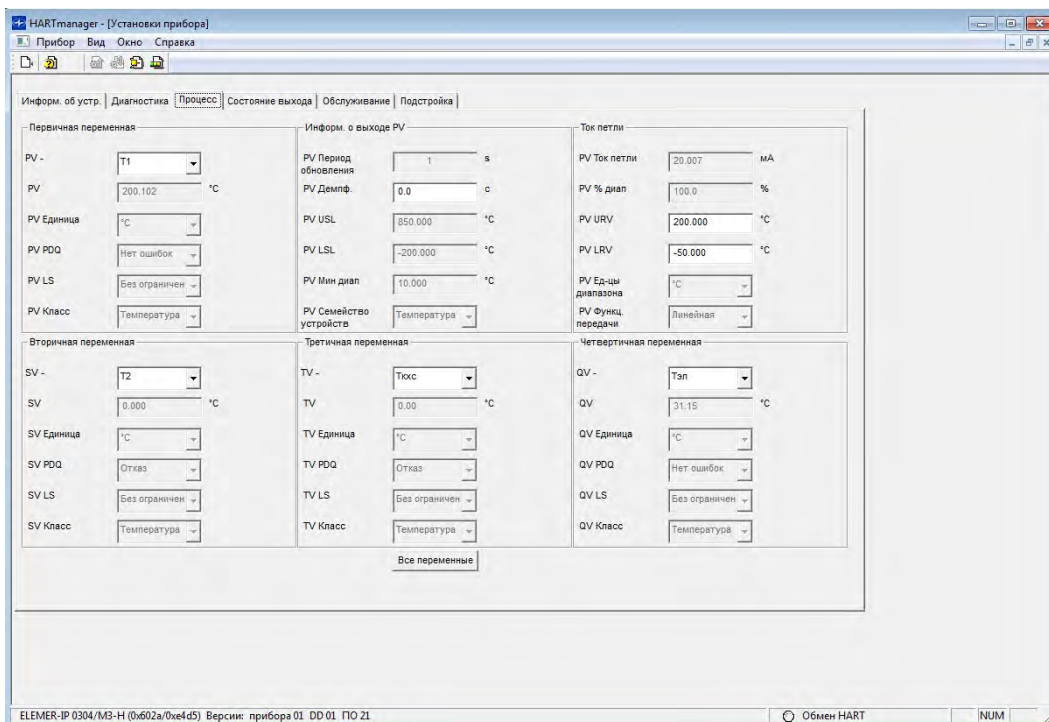 HARTmanager - [Установки прибора]
Прибор Вид Окно Справка
Информ. об устр. Диагностика Процесс Состояние выхода Обслуживание Подстройка
Первичная переменная
PV - T1
PV 200.102 °C
PV Единица °C
PV PDQ Нет ошибок
PV LS Без ограничен
PV Класс Температура
Информ. о выходе PV
PV Период обновления 1 s
PV Демпф. 0.0 с
PV USL 850.000 °C
PV LSL -200.000 °C
PV Мин диап 10.000 °C
PV Семейство устройств Температура
Ток петли
PV Ток петли 20.007 мА
PV % диап 100.0 %
PV URV 200.000 °C
PV LRV -50.000 °C
PV Ед-цы диапазона °C
PV Функц. передачи Линейная
Вторичная переменная
SV - T2
SV 0.000 °C
SV Единица °C
SV PDQ Отказ
SV LS Без ограничен
SV Класс Температура
Третичная переменная
TV - Ткхс
TV 0.00 °C
TV Единица °C
TV PDQ Отказ
TV LS Без ограничен
TV Класс Температура
Четвертичная переменная
QV - Тэл
QV 31.15 °C
QV Единица °C
QV PDQ Нет ошибок
QV LS Без ограничен
QV Класс Температура
Все переменные
ELEMER-IP 0304/M3-H (0x602a/0xe4d5) Версии: прибора 01 DD 01 ПО 21 Обмен HART NUM